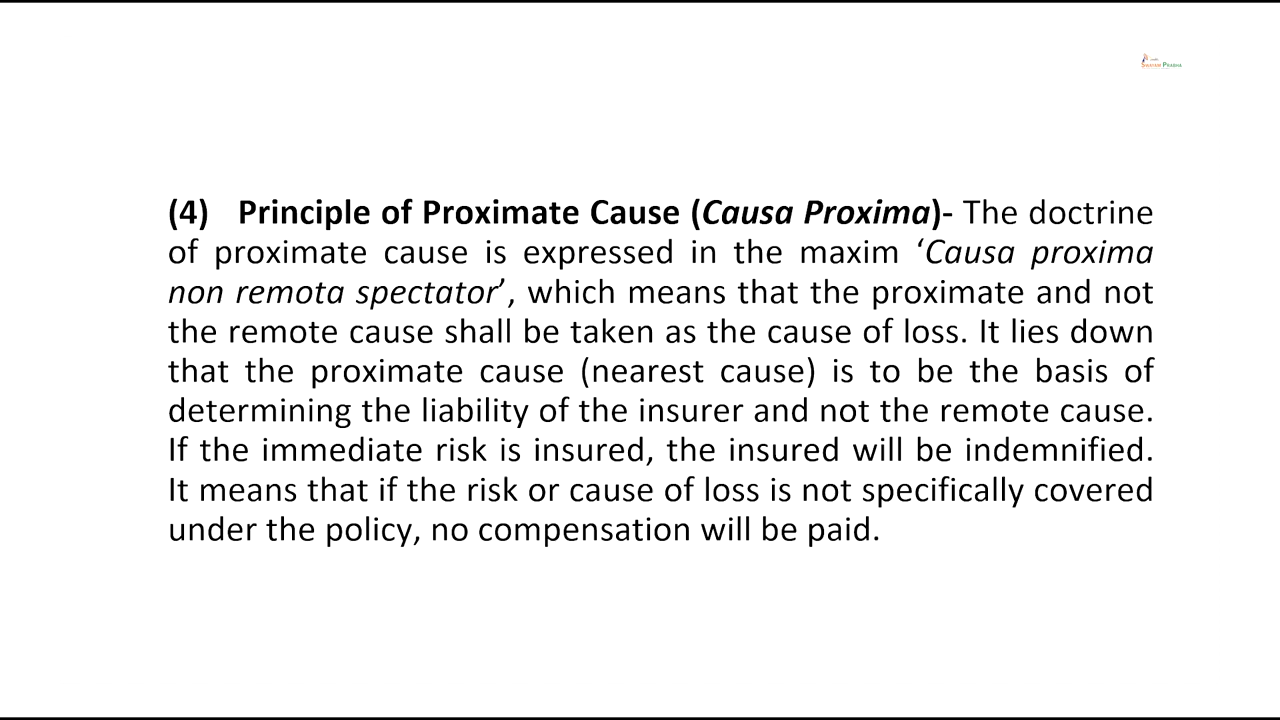 SWAYAM PRABHA
(4) Principle of Proximate Cause (Causa Proxima)- The doctrine
of proximate cause is expressed in the maxim ‘Causa proxima
non remota spectator’, which means that the proximate and not
the remote cause shall be taken as the cause of loss. It lies down
that the proximate cause (nearest cause) is to be the basis of
determining the liability of the insurer and not the remote cause.
If the immediate risk is insured, the insured will be indemnified.
It means that if the risk or cause of loss is not specifically covered
under the policy, no compensation will be paid.